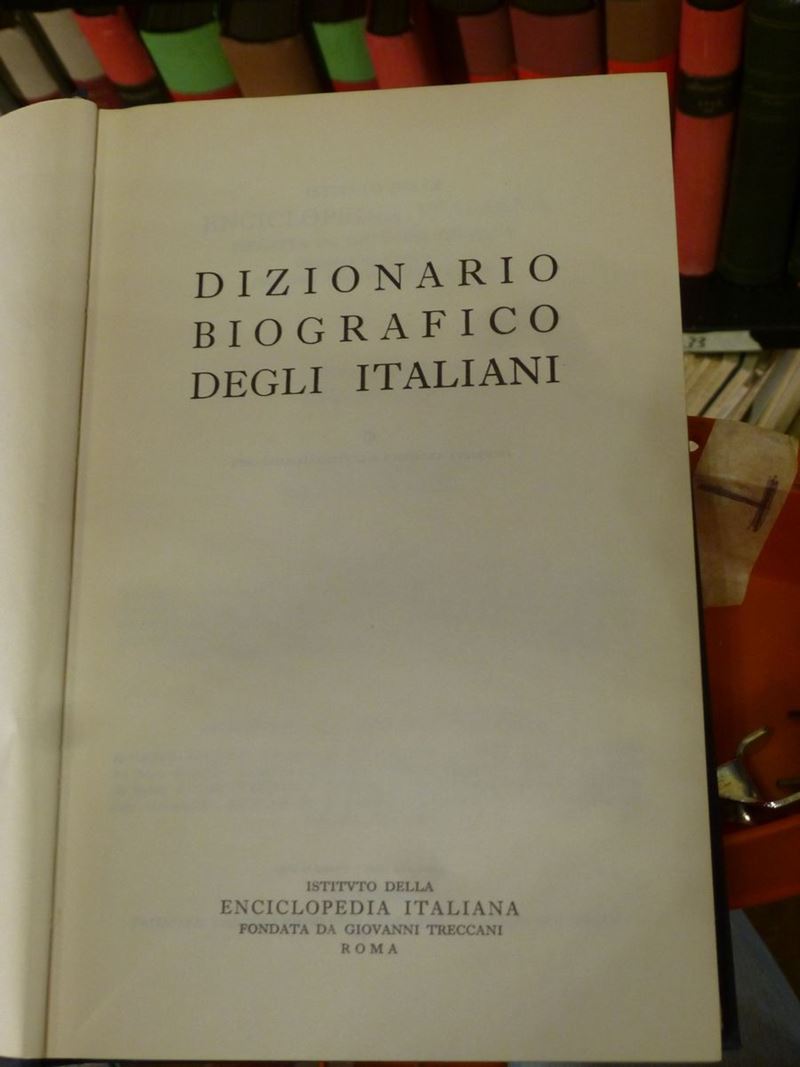 DIZIONARIO
BIOGRAFICO
DEGLI ITALIANI
ISTITVTO DELLA
ENCICLOPEDIA ITALIANA
FONDATA DA GIOVANNI TRECCANI
ROMA